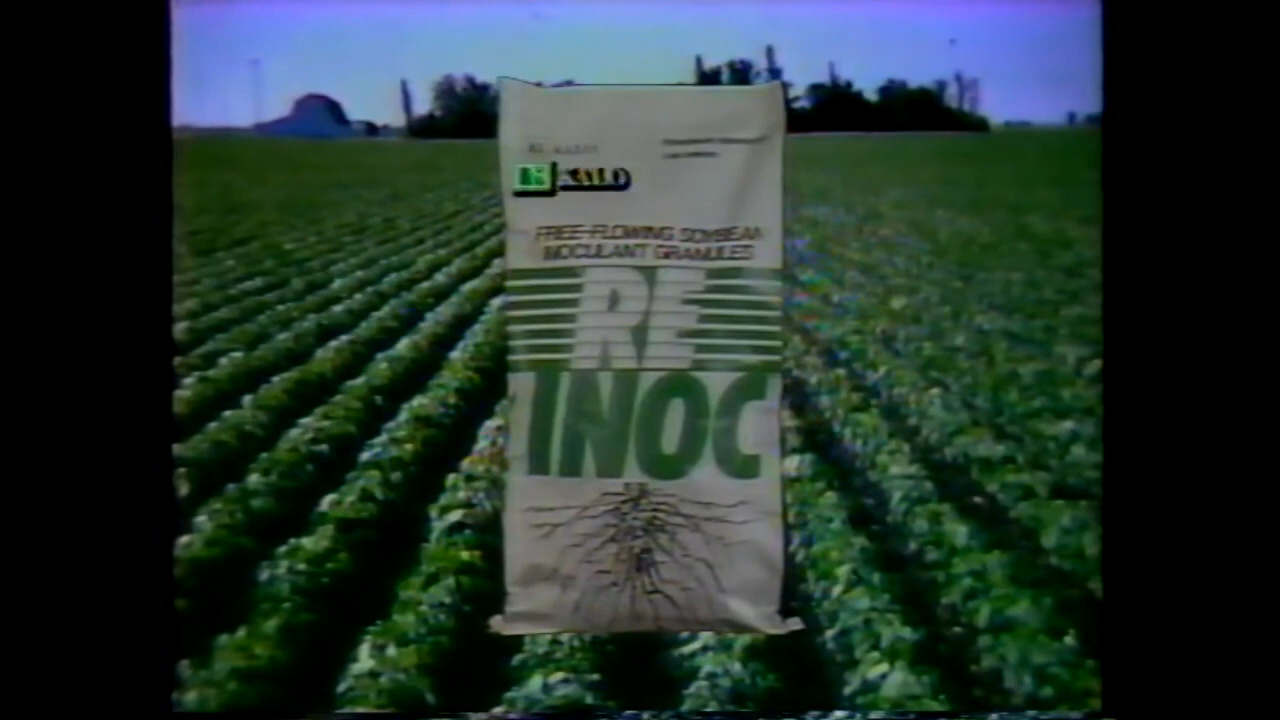 KALO
FREE-FLOWING SOYBEAN
INOCULANT GRANULES
RE
INOC